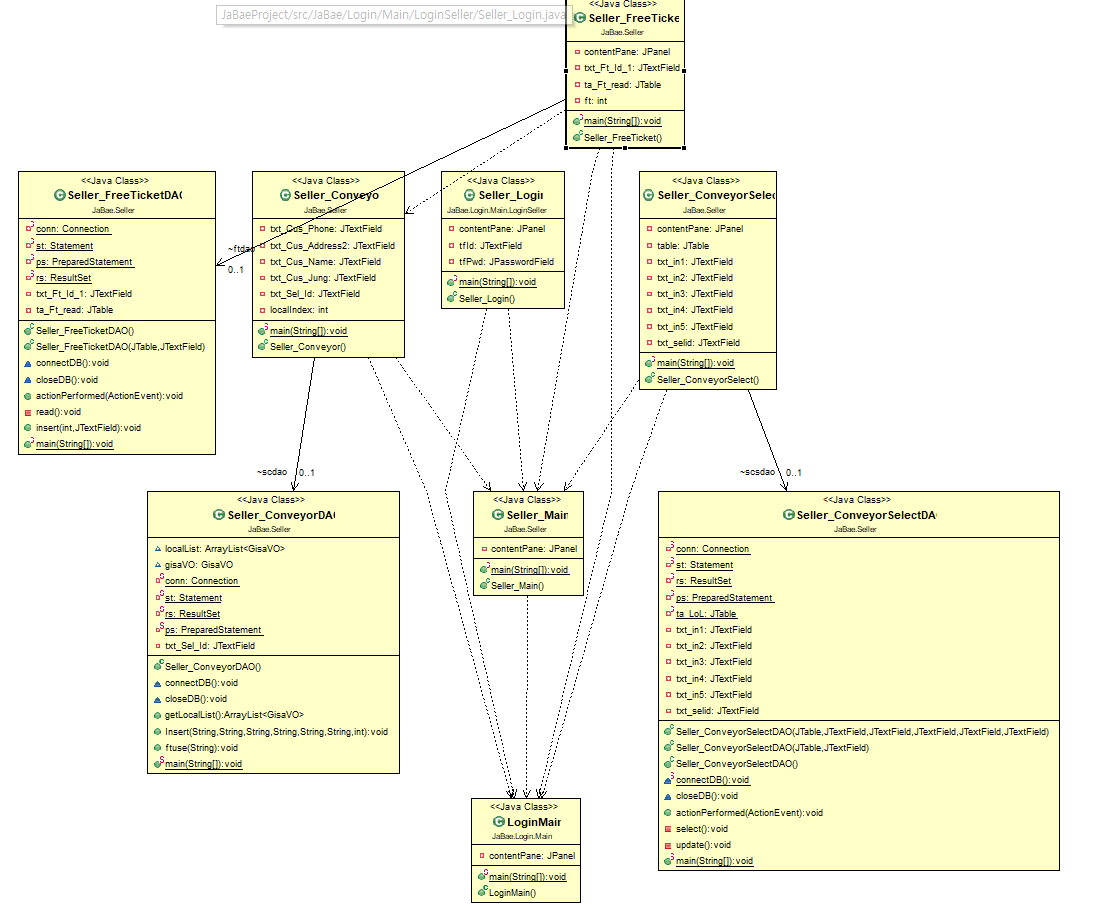 JaBaeProject/src/JaBae/Login/Main/LoginSeller/Seller_Login.java
<<Java Class>>
Seller_FreeTicke
JaBae.Seller
contentPane: JPanel
txt_Ft_Id_1: JTextField
ta_Ft_read: JTable
ft: int
main(String[]):void
Seller_FreeTicket()
<<Java Class>>
Seller_FreeTicketDA(
JaBae.Seller
conn: Connection
st: Statement
ps: PreparedStatement
rs: ResultSet
txt_Ft_Id_1: JTextField
ta_Ft_read: JTable
Seller_FreeTicketDAO()
Seller_FreeTicketDAO(JTable,JTextField)
connectDB():void
closeDB():void
actionPerformed(ActionEvent):void
read():void
insert(int,JTextField):void
main(String[]):void
~ftdao
0..1
<<Java Class>>
Seller_Conveyo
JaBae.Seller
txt_Cus_Phone: JTextField
txt_Cus_Address2: JTextField
txt_Cus_Name: JTextField
txt_Cus_Jung: JTextField
txt_Sel_Id: JTextField
localIndex: int
main(String[]):void
Seller_Conveyor()
<<Java Class>>
Seller_Logi
JaBae.Login.Main.LoginSeller
contentPane: JPanel
tfId: JTextField
tfPwd: JPasswordField
main(String[]):void
Seller_Login()
<<Java Class>>
Seller_ConveyorSelec
JaBae.Seller
contentPane: JPanel
table: JTable
txt_in1: JTextField
txt_in2: JTextField
txt_in3: JTextField
txt_in4: JTextField
txt_in5: JTextField
txt_selid: JTextField
main(String[]):void
Seller_ConveyorSelect()
~scdao
0..1
~scsdao
0..1
<<Java Class>>
Seller_ConveyorDA(
JaBae.Seller
localList: ArrayList<GisaVO>
gisaVO: GisaVO
conn: Connection
st: Statement
rs: ResultSet
ps: PreparedStatement
txt_Sel_Id: JTextField
Seller_ConveyorDAO()
connectDB():void
closeDB():void
getLocalList():ArrayList<GisaVO>
Insert(String,String,String,String,String,String,int):void
ftuse(String):void
main(String[]):void
<<Java Class>>
Seller_Main
JaBae.Seller
contentPane: JPanel
main(String[]):void
Seller_Main()
<<Java Class>>
Seller_ConveyorSelectDA(
JaBae.Seller
conn: Connection
st: Statement
rs: ResultSet
ps: PreparedStatement
ta_LoL: JTable
txt_in1: JTextField
txt_in2: JTextField
txt_in3: JTextField
txt_in4: JTextField
txt_in5: JTextField
txt_selid: JTextField
Seller_ConveyorSelectDAO(JTable,JTextField,JTextField,JTextField,JTextField,JTextField)
Seller_ConveyorSelectDAO(JTable,JTextField)
Seller_ConveyorSelectDAO()
connectDB():void
closeDB():void
actionPerformed(ActionEvent):void
select():void
update():void
main(String[]):void
<<Java Class>>
LoginMain
JaBae.Login.Main
contentPane: JPanel
main(String[]):void
LoginMain()